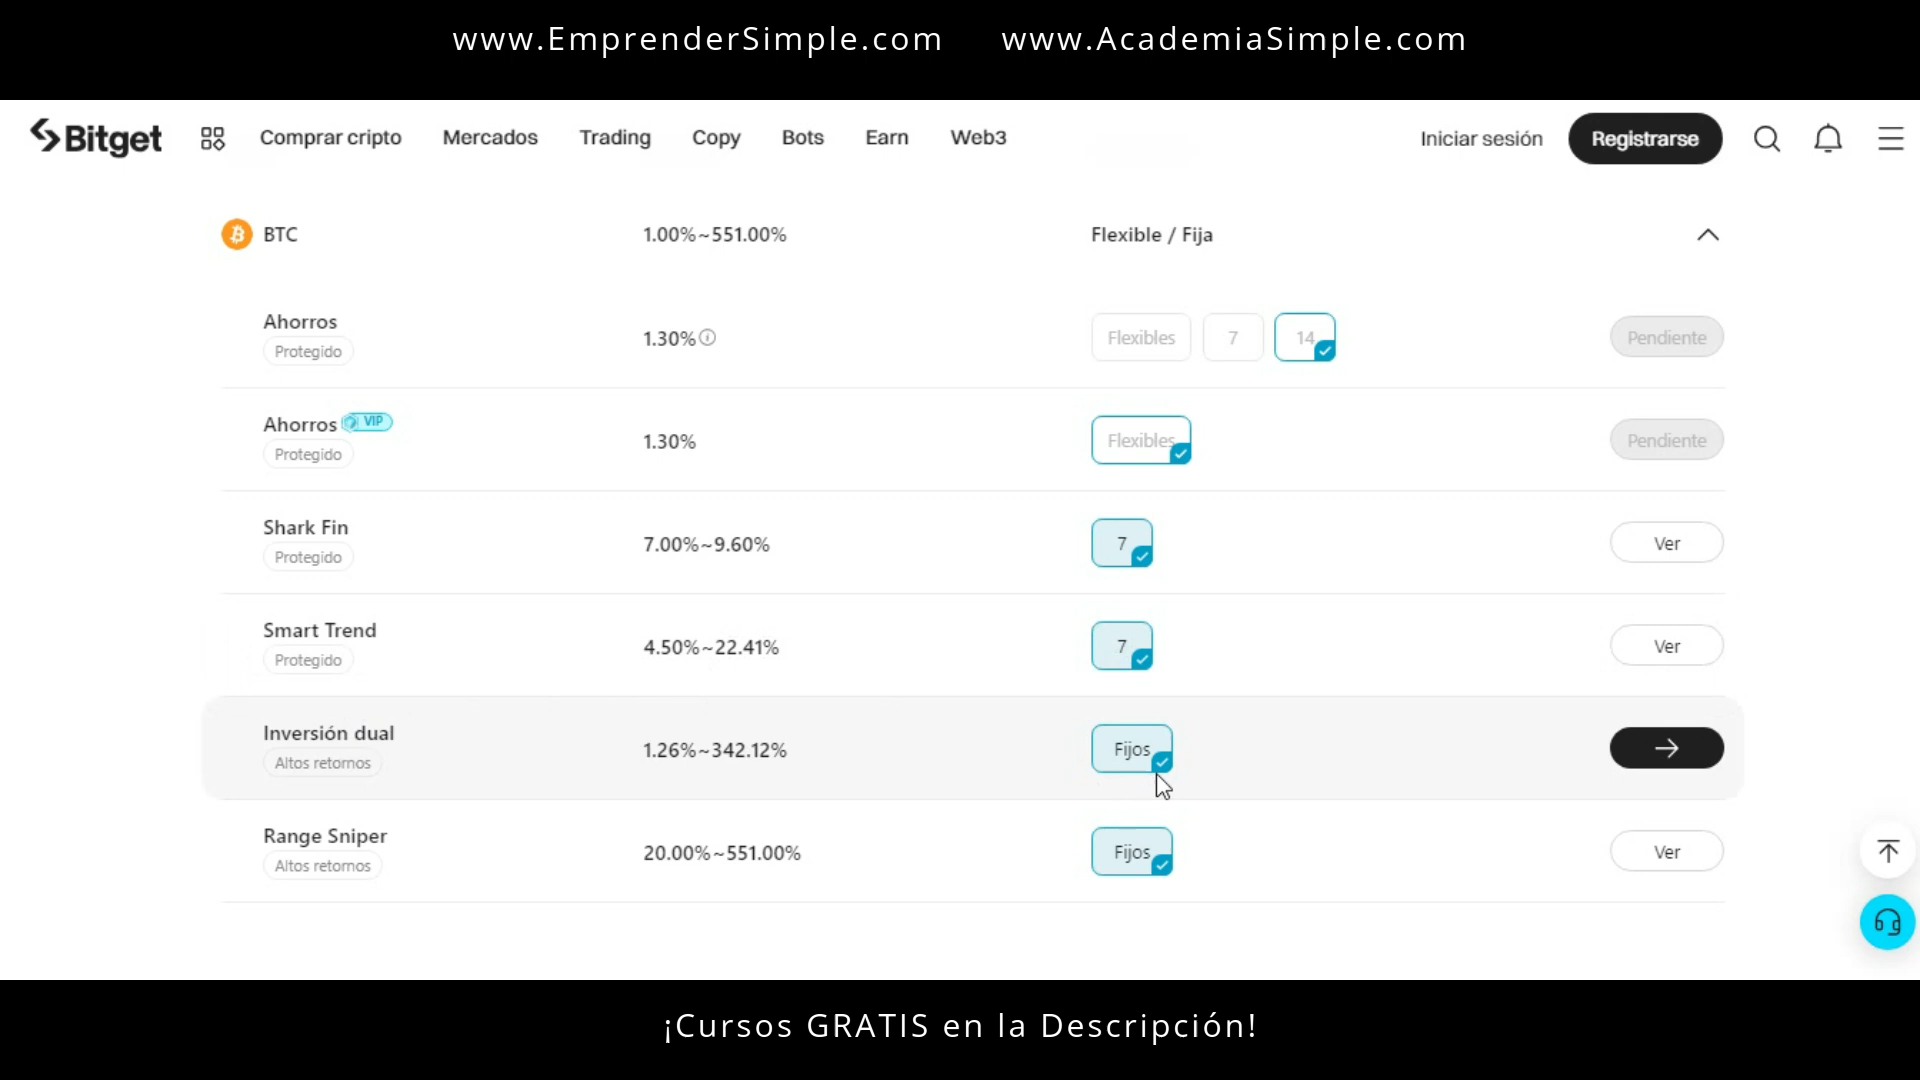 www.EmprenderSimple.com www.AcademiaSimple.com
Bitget Comprar cripto Mercados Trading Copy Bots Earn Web3 Iniciar sesión Registrarse
BTC 1.00%~551.00% Flexible / Fija
Ahorros
Protegido
1.30% Flexibles 7 14 Pendiente
Ahorros VIP
Protegido
1.30% Flexibles Pendiente
Shark Fin
Protegido
7.00%~9.60% 7 Ver
Smart Trend
Protegido
4.50%~22.41% 7 Ver
Inversión dual
Altos retornos
1.26%~342.12% Fijos
Range Sniper
Altos retornos
20.00%~551.00% Fijos Ver
¡Cursos GRATIS en la Descripción!